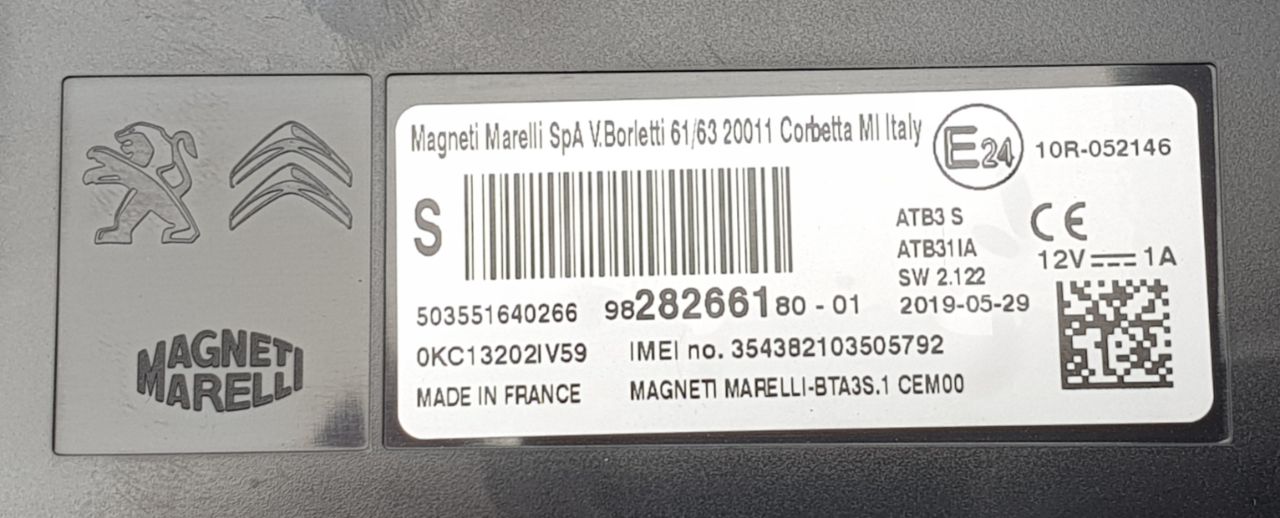 MAGNETI
MARELLI
Magneti Marelli SpA V.Borletti 61/63 20011 Corbetta MI Italy
E24
10R-052146
S
ATB3 S
ATB31IA
SW 2.122
2019-05-29
CE
12V⎓1A
503551640266 9828266180-01
0KC13202IV59 IMEI no. 354382103505792
MADE IN FRANCE MAGNETI MARELLI-BTA3S.1 CEM00